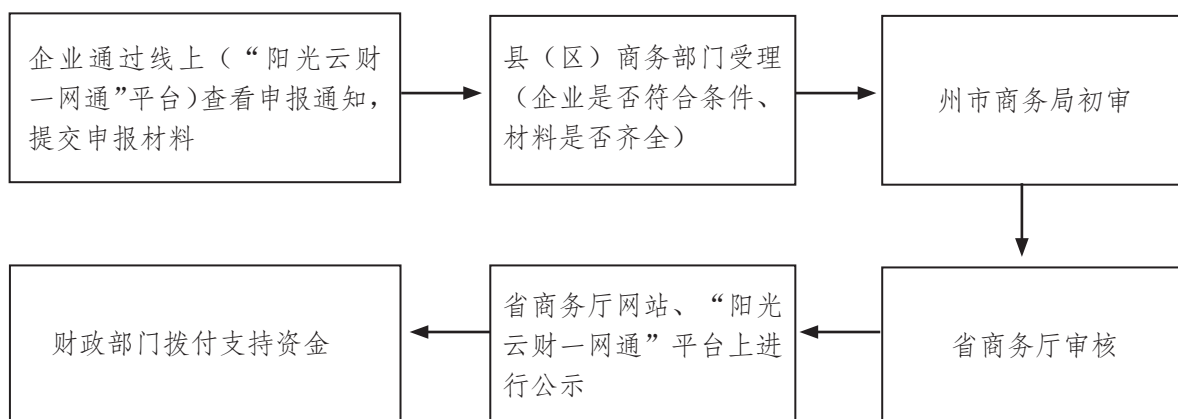 企业通过线上（“阳光云财
一网通”平台）查看申报通知，
提交申报材料
县（区）商务部门受理
（企业是否符合条件、
材料是否齐全）
州市商务局初审
省商务厅审核
省商务厅网站、“阳光
云财一网通”平台上进
行公示
财政部门拨付支持资金